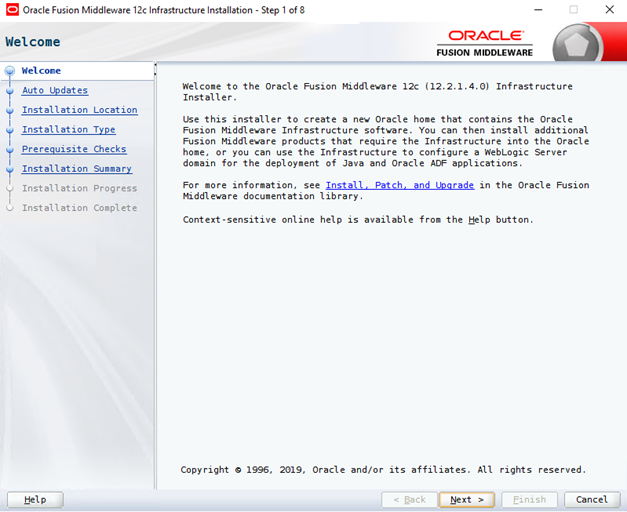 Oracle Fusion Middleware 12c Infrastructure Installation - Step 1 of 8
Welcome
ORACLE
FUSION MIDDLEWARE
Welcome
Auto Updates
Installation Location
Installation Type
Prerequisite Checks
Installation Summary
Installation Progress
Installation Complete
Welcome to the Oracle Fusion Middleware 12c (12.2.1.4.0) Infrastructure
Installer.
Use this installer to create a new Oracle home that contains the Oracle
Fusion Middleware Infrastructure software. You can then install additional
Fusion Middleware products that require the Infrastructure into the Oracle
home, or you can use the Infrastructure to configure a WebLogic Server
domain for the deployment of Java and Oracle ADF applications.
For more information, see Install, Patch, and Upgrade in the Oracle Fusion
Middleware documentation library.
Context-sensitive online help is available from the Help button.
Copyright © 1996, 2019, Oracle and/or its affiliates. All rights reserved.
Help
< Back
Next >
Finish
Cancel